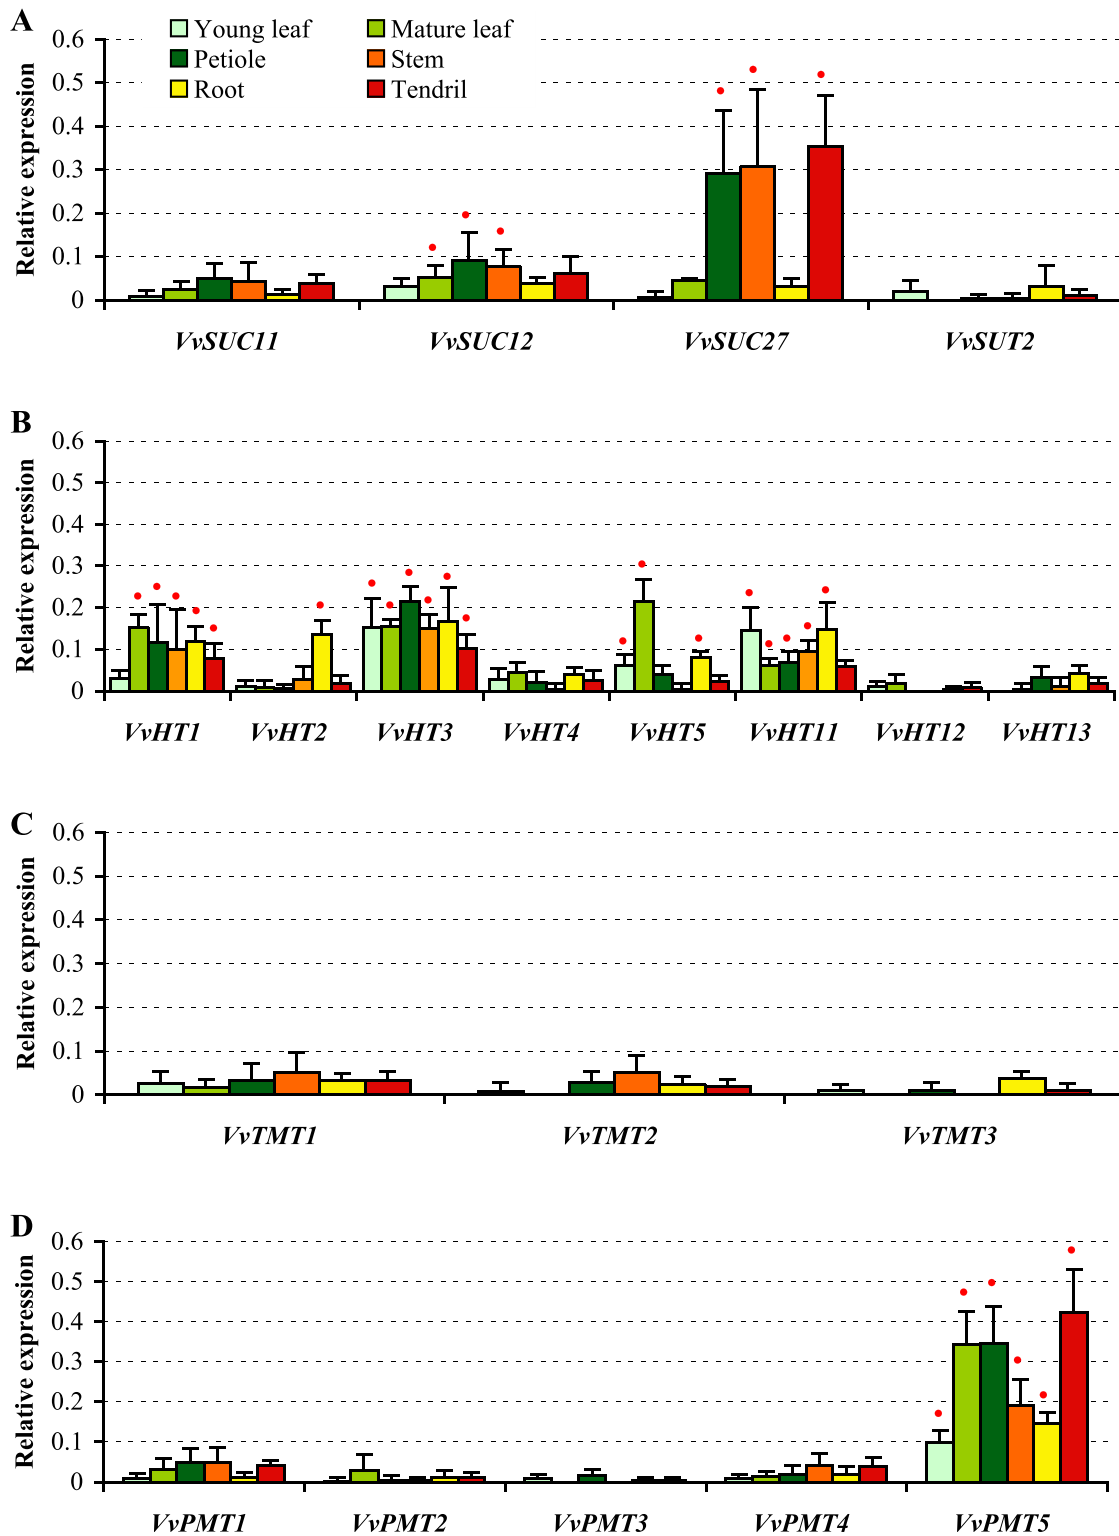 A
Young leaf
Mature leaf
Petiole
Stem
Root
Tendril
Relative expression
0.6
0.5
0.4
0.3
0.2
0.1
0
VvSUC11
VvSUC12
VvSUC27
VvSUT2
B
Relative expression
0.6
0.5
0.4
0.3
0.2
0.1
0
VvHT1
VvHT2
VvHT3
VvHT4
VvHT5
VvHT11
VvHT12
VvHT13
C
Relative expression
0.6
0.5
0.4
0.3
0.2
0.1
0
VvTMT1
VvTMT2
VvTMT3
D
Relative expression
0.6
0.5
0.4
0.3
0.2
0.1
0
VvPMT1
VvPMT2
VvPMT3
VvPMT4
VvPMT5